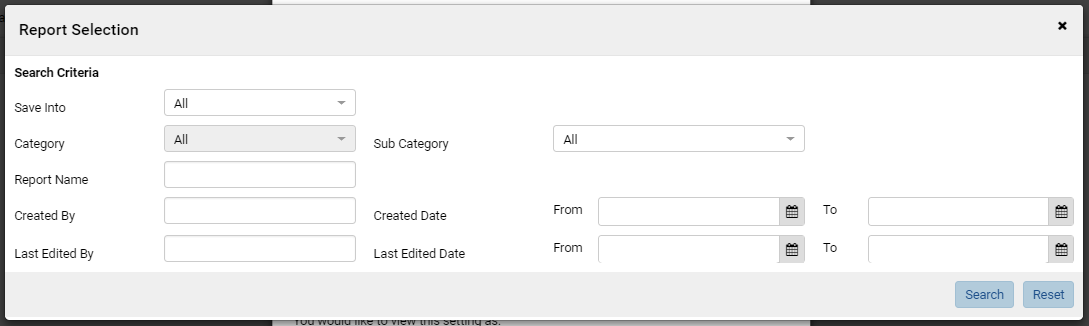 Report Selection
Search Criteria
Save Into All
Category All Sub Category All
Report Name
Created By Created Date From To
Last Edited By Last Edited Date From To
Search Reset
You would like to view this setting as: